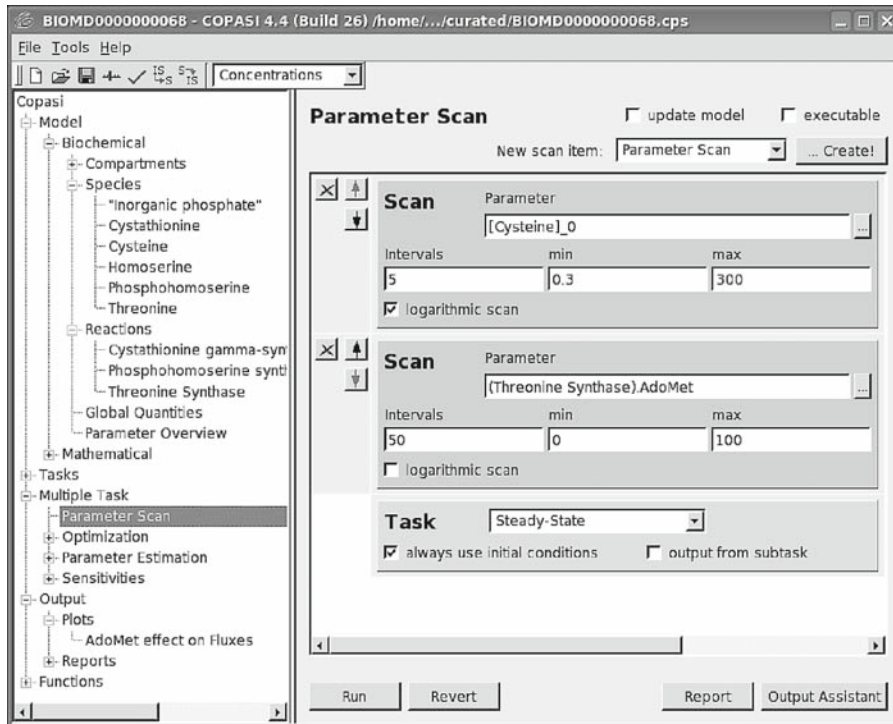 BIOMD0000000068 - COPASI 4.4 (Build 26) /home/.../curated/BIOMD0000000068.cps
File Tools Help
Concentrations
Copasi
Model
Biochemical
Compartments
Species
"Inorganic phosphate"
Cystathionine
Cysteine
Homoserine
Phosphohomoserine
Threonine
Reactions
Cystathionine gamma-syn
Phosphohomoserine synt
Threonine Synthase
Global Quantities
Parameter Overview
Mathematical
Tasks
Multiple Task
Parameter Scan
Optimization
Parameter Estimation
Sensitivities
Output
Plots
AdoMet effect on Fluxes
Reports
Functions
Parameter Scan
update model
executable
New scan item: Parameter Scan ... Create!
Scan
Parameter
[Cysteine]_0 ...
Intervals min max
5 0.3 300
logarithmic scan
Scan
Parameter
(Threonine Synthase).AdoMet ...
Intervals min max
50 0 100
logarithmic scan
Task Steady-State
always use initial conditions output from subtask
Run Revert Report Output Assistant